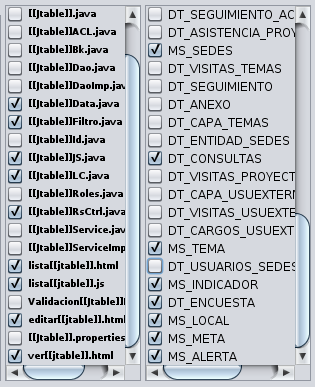 [[Jtable]].java
[[Jtable]]ACL.java
[[Jtable]]Bk.java
[[Jtable]]Dao.java
[[Jtable]]DaoImp.java
[[Jtable]]Data.java
[[Jtable]]Filtro.java
[[Jtable]]Id.java
[[Jtable]]JS.java
[[Jtable]]LC.java
[[Jtable]]Roles.java
[[Jtable]]RsCtrl.java
[[Jtable]]Service.java
[[Jtable]]ServiceImp
lista[[jtable]].html
lista[[jtable]].js
Validacion[[Jtable]]
editar[[jtable]].html
[[Jtable]].properties
ver[[jtable]].html
DT_SEGUIMIENTO_AC
DT_ASISTENCIA_PROY
MS_SEDES
DT_VISITAS_TEMAS
DT_SEGUIMIENTO
DT_ANEXO
DT_CAPA_TEMAS
DT_ENTIDAD_SEDES
DT_CONSULTAS
DT_VISITAS_PROYECT
DT_CAPA_USUEXTERN
DT_VISITAS_USUEXTE
DT_CARGOS_USUEXT
MS_TEMA
DT_USUARIOS_SEDES
MS_INDICADOR
DT_ENCUESTA
MS_LOCAL
MS_META
MS_ALERTA